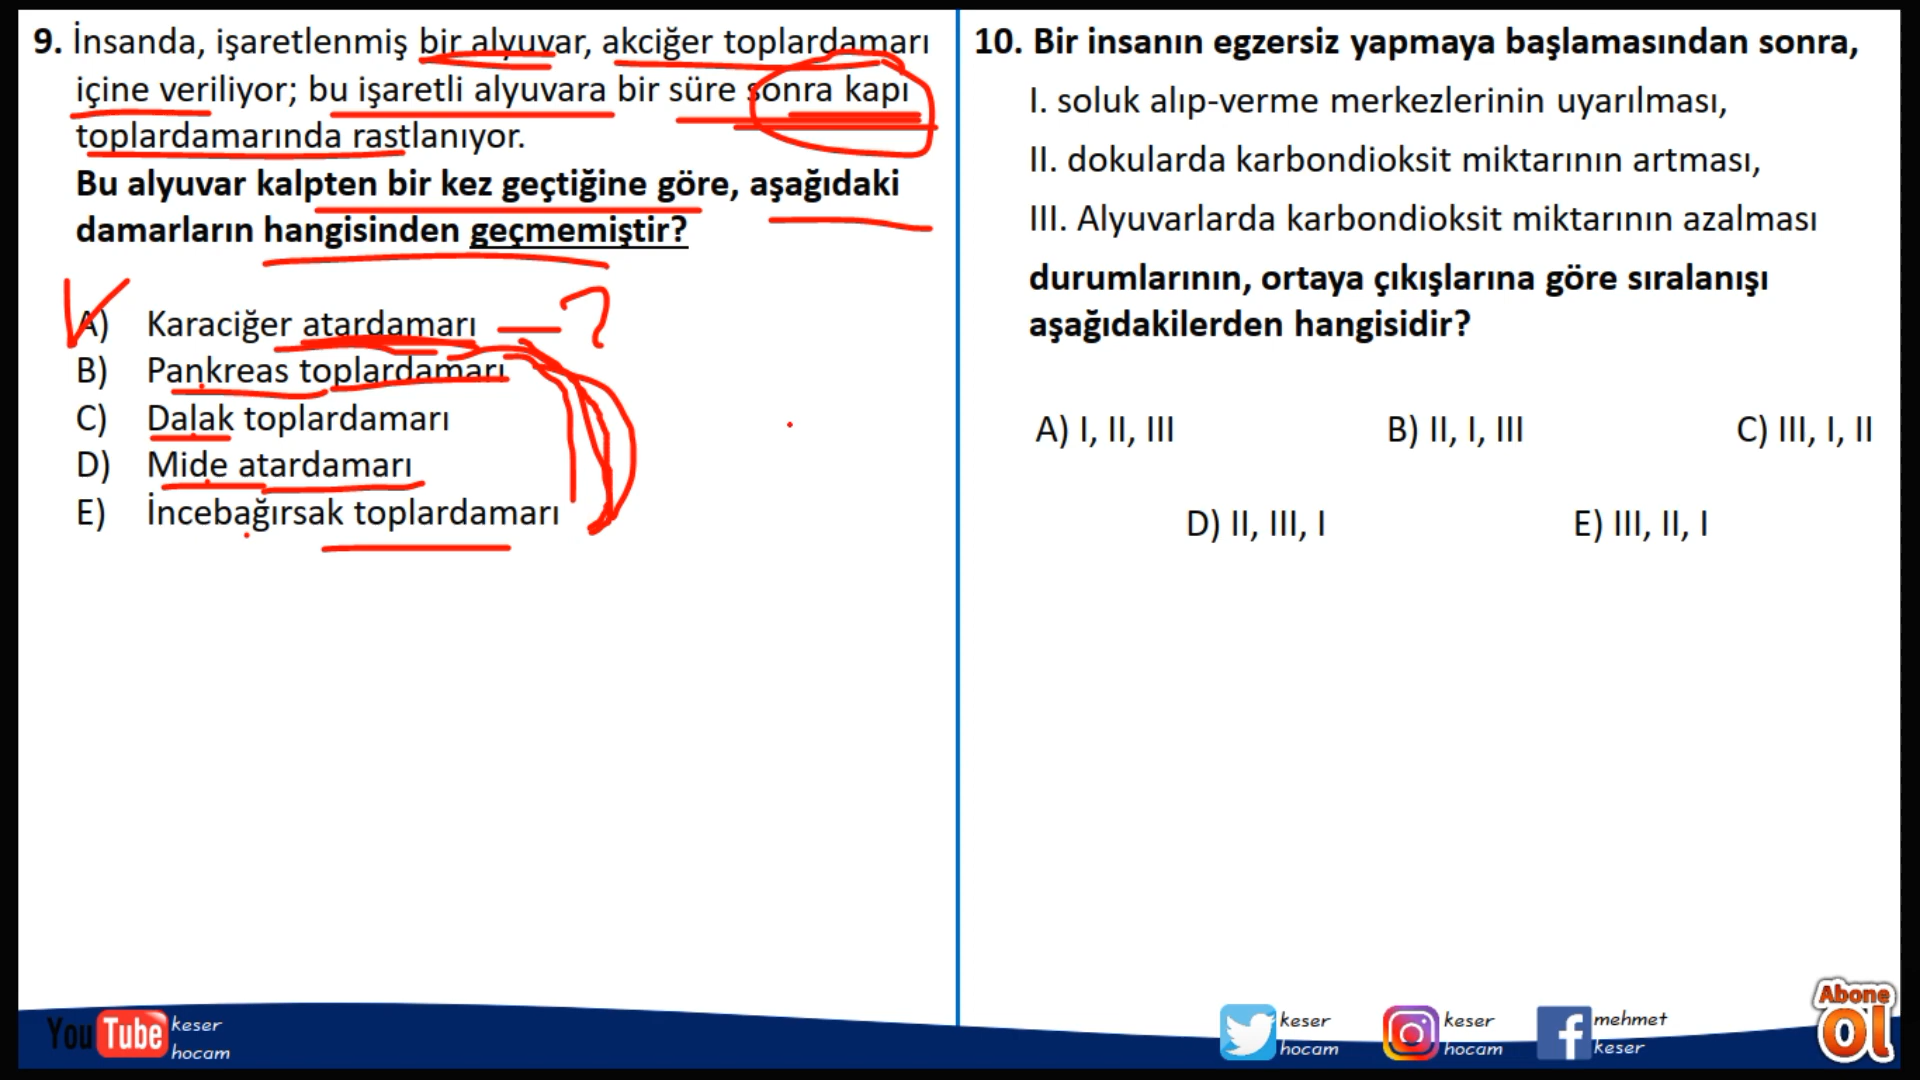 9. İnsanda, işaretlenmiş bir alyuvar, akciğer toplardamarı
içine veriliyor; bu işaretli alyuvara bir süre sonra kapı
toplardamarında rastlanıyor.
Bu alyuvar kalpten bir kez geçtiğine göre, aşağıdaki
damarların hangisinden geçmemiştir?
A) Karaciğer atardamarı ?
B) Pankreas toplardamarı
C) Dalak toplardamarı
D) Mide atardamarı
E) İncebağırsak toplardamarı
10. Bir insanın egzersiz yapmaya başlamasından sonra,
I. soluk alıp-verme merkezlerinin uyarılması,
II. dokularda karbondioksit miktarının artması,
III. Alyuvarlarda karbondioksit miktarının azalması
durumlarının, ortaya çıkışlarına göre sıralanışı
aşağıdakilerden hangisidir?
A) I, II, III B) II, I, III C) III, I, II
D) II, III, I E) III, II, I
YouTube keser hocam
keser hocam
keser hocam
mehmet keser
Abone Ol